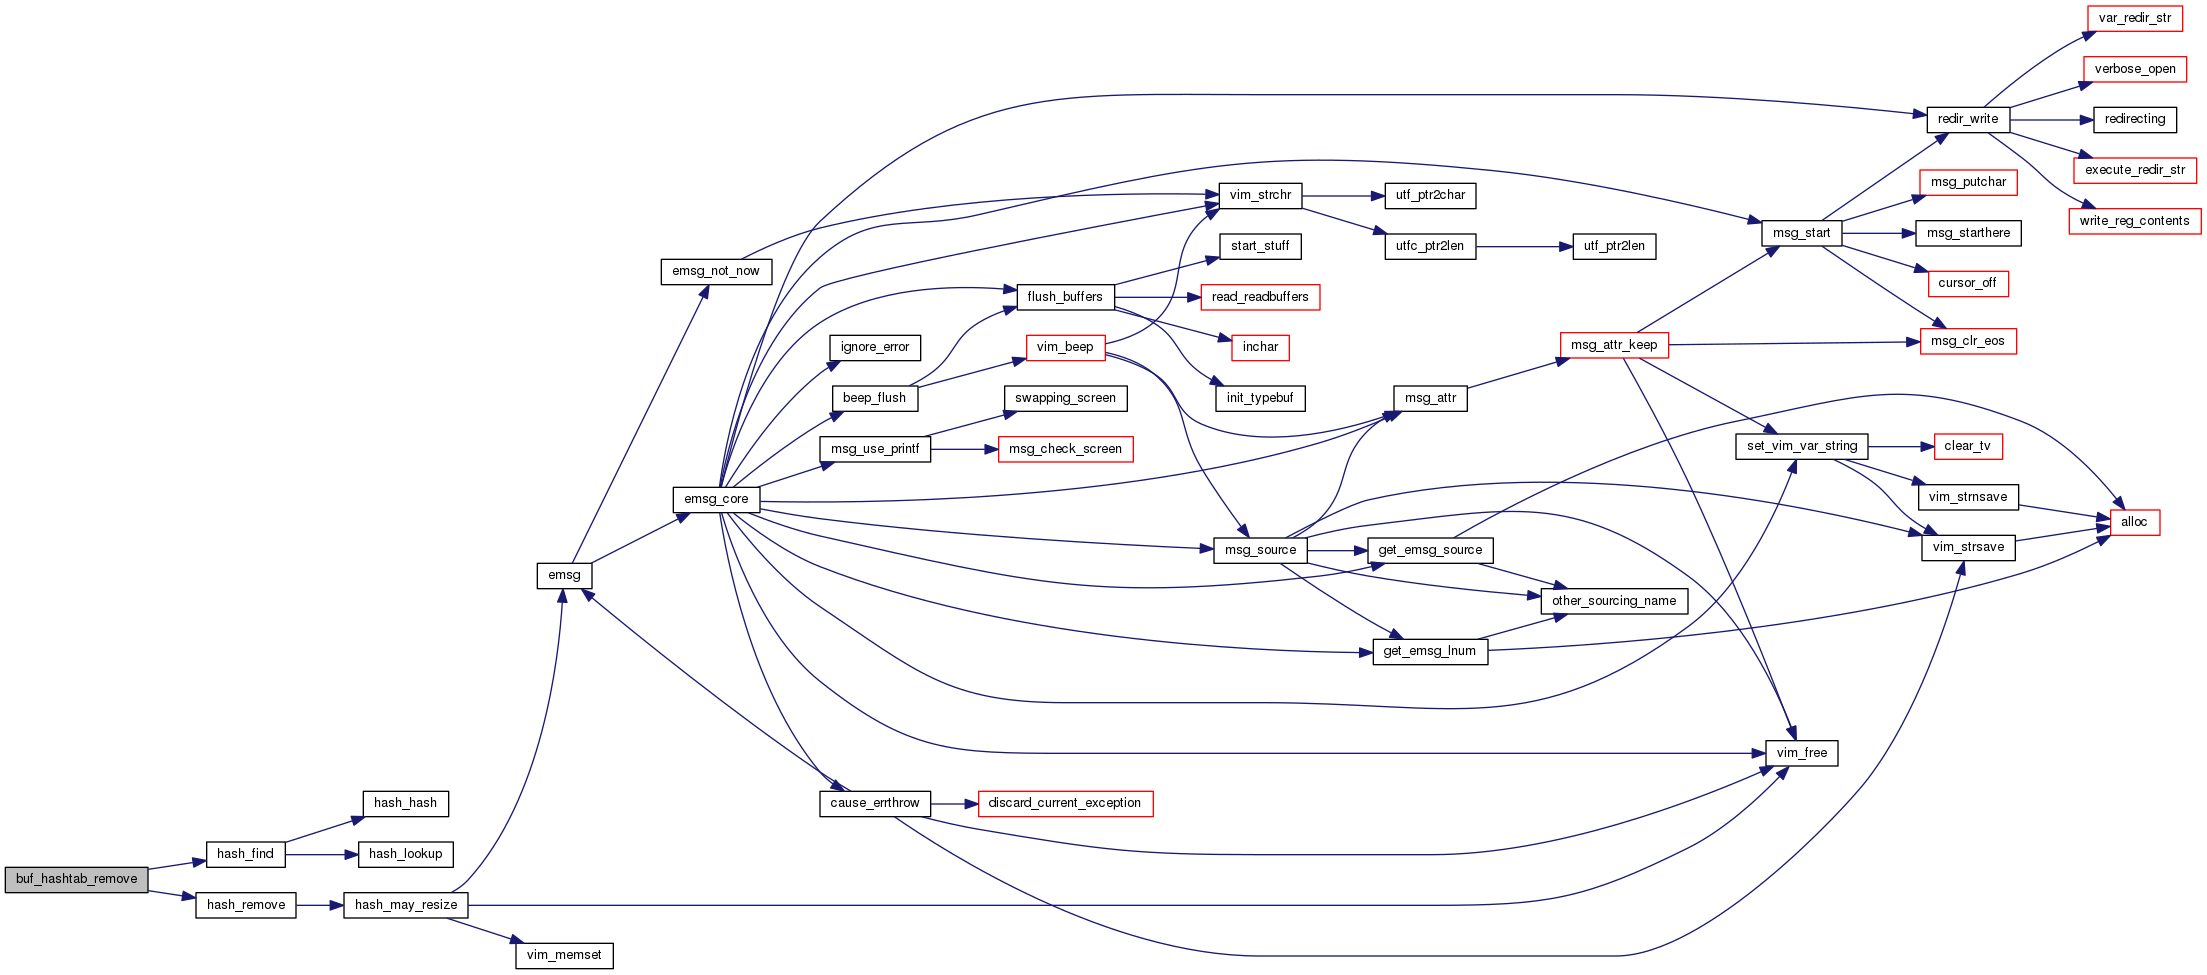 var_redir_str
verbose_open
redir_write
redirecting
execute_redir_str
msg_putchar
vim_strchr
utf_ptr2char
write_reg_contents
msg_start
msg_starthere
start_stuff
utfc_ptr2len
utf_ptr2len
emsg_not_now
cursor_off
flush_buffers
read_readbuffers
msg_clr_eos
ignore_error
vim_beep
inchar
msg_attr_keep
beep_flush
swapping_screen
init_typebuf
msg_attr
msg_use_printf
msg_check_screen
set_vim_var_string
clear_tv
emsg_core
vim_strnsave
alloc
msg_source
get_emsg_source
vim_strsave
emsg
other_sourcing_name
get_emsg_lnum
vim_free
hash_hash
cause_errthrow
discard_current_exception
hash_find
hash_lookup
buf_hashtab_remove
hash_remove
hash_may_resize
vim_memset